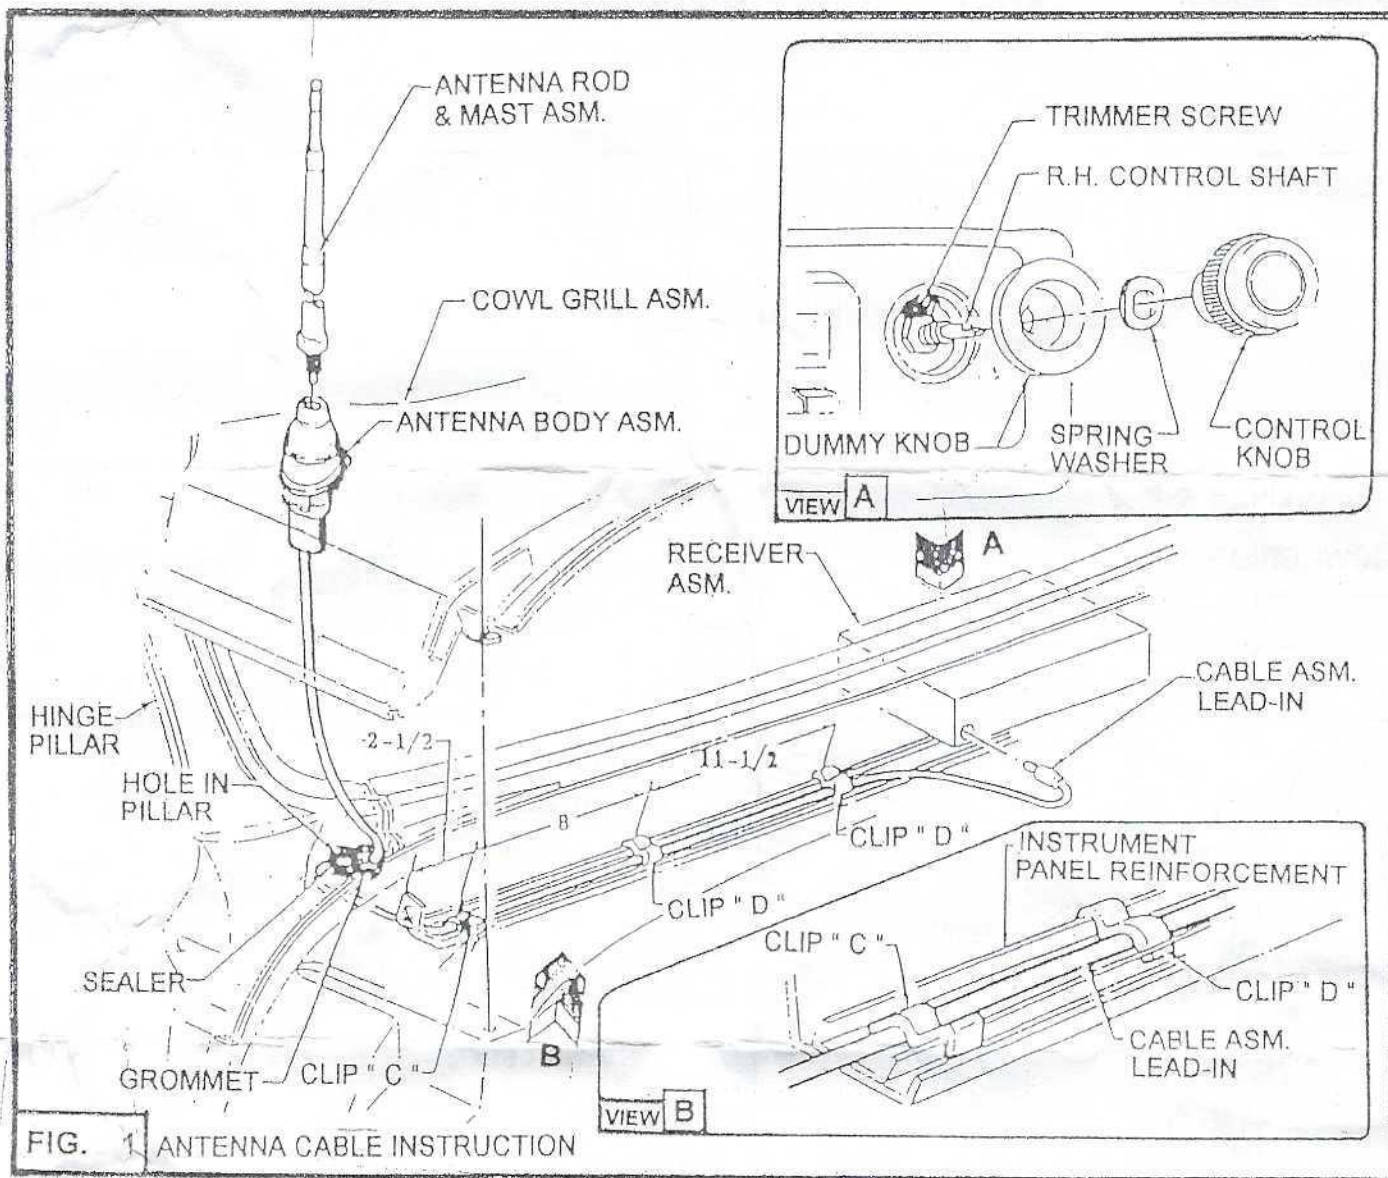 ANTENNA ROD
& MAST ASM.
COWL GRILL ASM.
ANTENNA BODY ASM.
TRIMMER SCREW
R.H. CONTROL SHAFT
DUMMY KNOB
SPRING
WASHER
CONTROL
KNOB
VIEW A
A
RECEIVER
ASM.
CABLE ASM.
LEAD-IN
HINGE
PILLAR
HOLE IN
PILLAR
2-1/2
8
11-1/2
CLIP "D"
CLIP "D"
SEALER
GROMMET
CLIP "C"
B
INSTRUMENT
PANEL REINFORCEMENT
CLIP "C"
CLIP "D"
CABLE ASM.
LEAD-IN
VIEW B
FIG. 1 ANTENNA CABLE INSTRUCTION